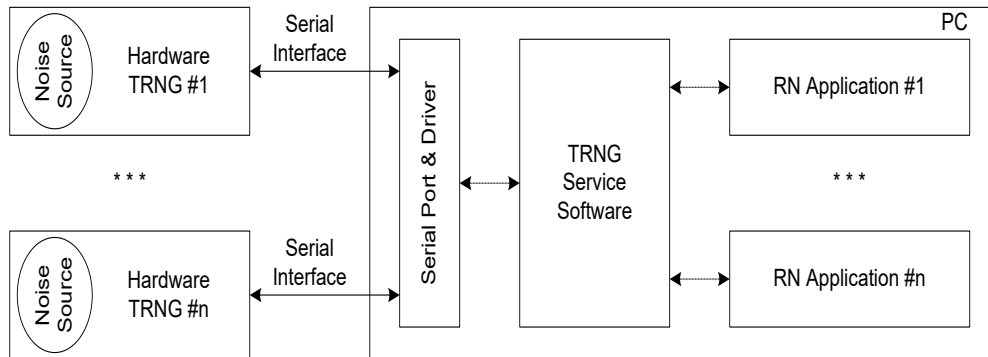 PC
Noise
Source
Hardware
TRNG #1
Serial
Interface
Serial Port & Driver
TRNG
Service
Software
RN Application #1
* * *
* * *
Noise
Source
Hardware
TRNG #n
Serial
Interface
RN Application #n